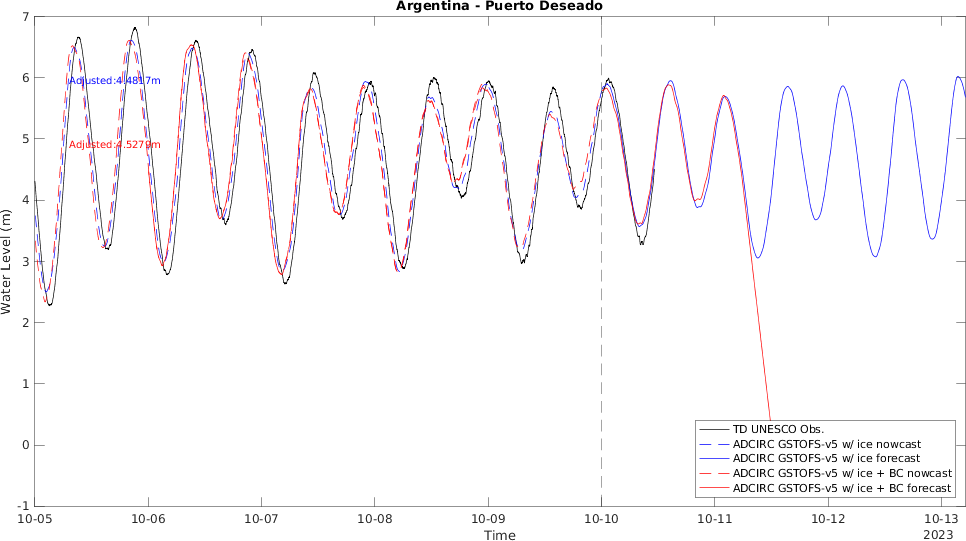 Argentina - Puerto Deseado
7
6
5
4
3
2
1
0
-1
Water Level (m)
Adjusted:4.4817m
Adjusted:4.5279m
TD UNESCO Obs.
ADCIRC GSTOFS-v5 w/ ice nowcast
ADCIRC GSTOFS-v5 w/ ice forecast
ADCIRC GSTOFS-v5 w/ ice + BC nowcast
ADCIRC GSTOFS-v5 w/ ice + BC forecast
10-05 10-06 10-07 10-08 10-09 10-10 10-11 10-12 10-13
Time
2023